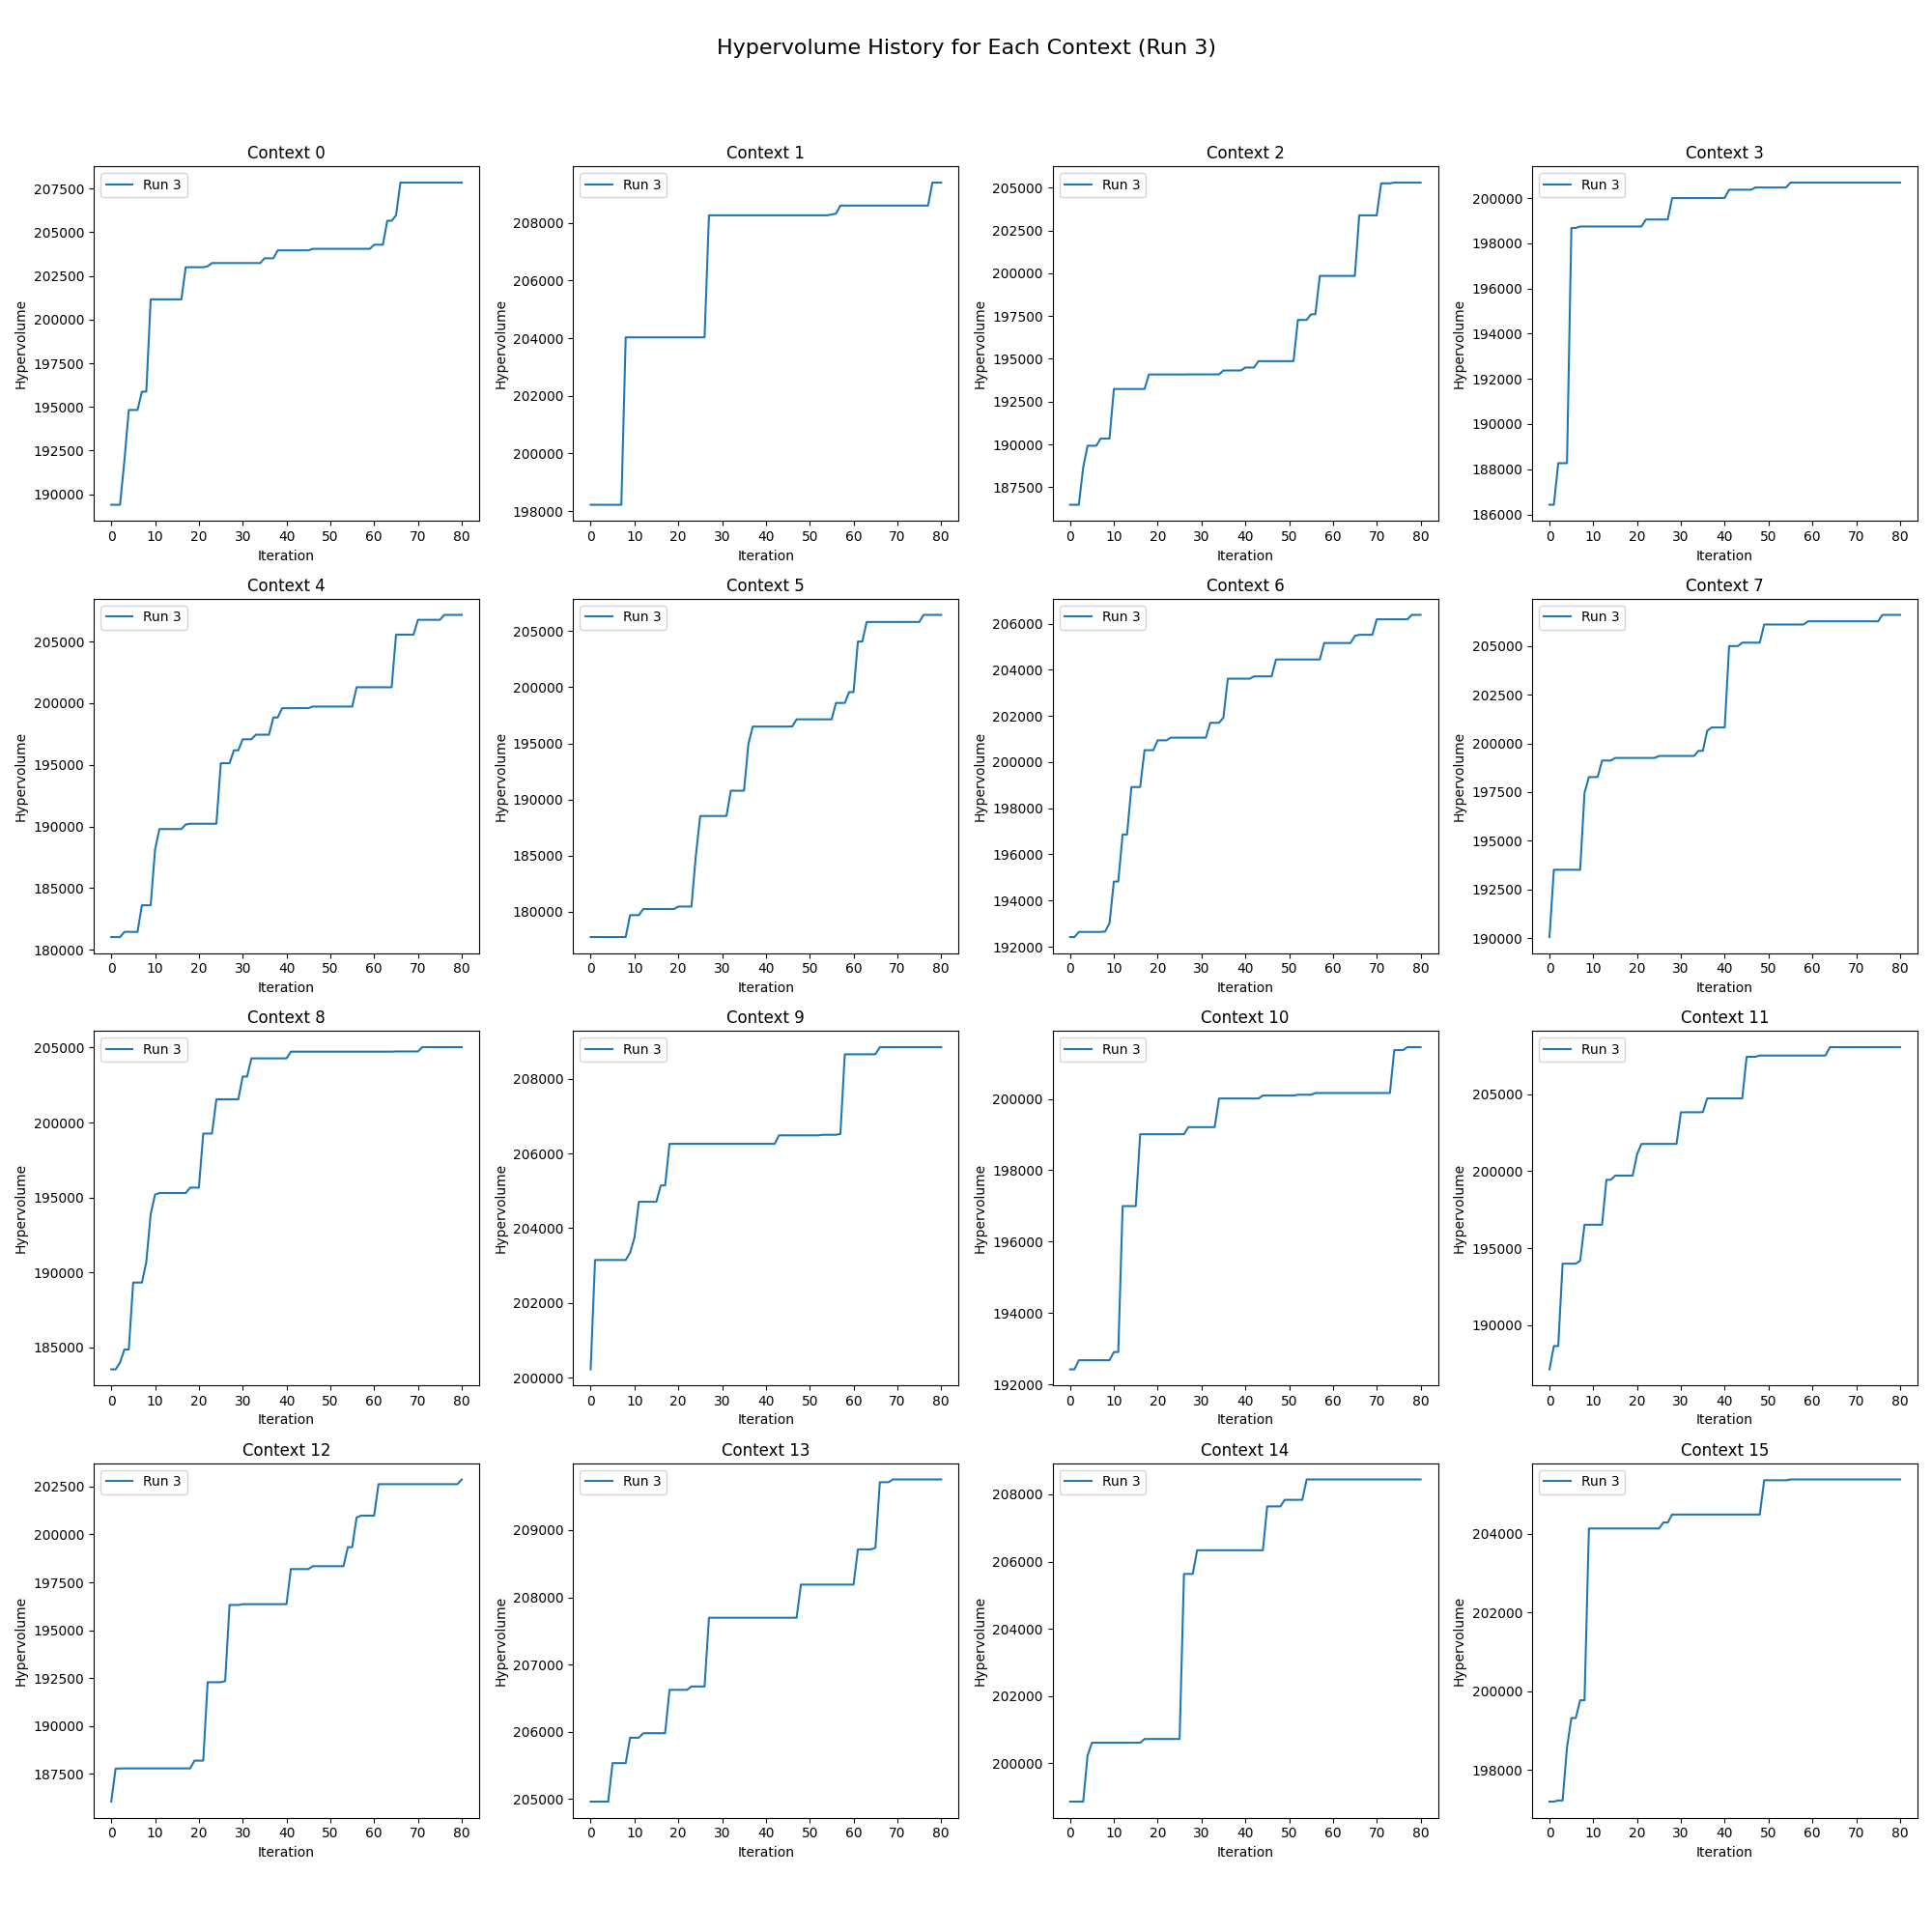 Hypervolume History for Each Context (Run 3)
Context 0
Run 3
Hypervolume
207500
205000
202500
200000
197500
195000
192500
190000
0 10 20 30 40 50 60 70 80
Iteration
Context 1
Run 3
Hypervolume
208000
206000
204000
202000
200000
198000
0 10 20 30 40 50 60 70 80
Iteration
Context 2
Run 3
Hypervolume
205000
202500
200000
197500
195000
192500
190000
187500
0 10 20 30 40 50 60 70 80
Iteration
Context 3
Run 3
Hypervolume
200000
198000
196000
194000
192000
190000
188000
186000
0 10 20 30 40 50 60 70 80
Iteration
Context 4
Run 3
Hypervolume
205000
200000
195000
190000
185000
180000
0 10 20 30 40 50 60 70 80
Iteration
Context 5
Run 3
Hypervolume
205000
200000
195000
190000
185000
180000
0 10 20 30 40 50 60 70 80
Iteration
Context 6
Run 3
Hypervolume
206000
204000
202000
200000
198000
196000
194000
192000
0 10 20 30 40 50 60 70 80
Iteration
Context 7
Run 3
Hypervolume
205000
202500
200000
197500
195000
192500
190000
0 10 20 30 40 50 60 70 80
Iteration
Context 8
Run 3
Hypervolume
205000
200000
195000
190000
185000
0 10 20 30 40 50 60 70 80
Iteration
Context 9
Run 3
Hypervolume
208000
206000
204000
202000
200000
0 10 20 30 40 50 60 70 80
Iteration
Context 10
Run 3
Hypervolume
200000
198000
196000
194000
192000
0 10 20 30 40 50 60 70 80
Iteration
Context 11
Run 3
Hypervolume
205000
200000
195000
190000
0 10 20 30 40 50 60 70 80
Iteration
Context 12
Run 3
Hypervolume
202500
200000
197500
195000
192500
190000
187500
0 10 20 30 40 50 60 70 80
Iteration
Context 13
Run 3
Hypervolume
209000
208000
207000
206000
205000
0 10 20 30 40 50 60 70 80
Iteration
Context 14
Run 3
Hypervolume
208000
206000
204000
202000
200000
0 10 20 30 40 50 60 70 80
Iteration
Context 15
Run 3
Hypervolume
204000
202000
200000
198000
0 10 20 30 40 50 60 70 80
Iteration